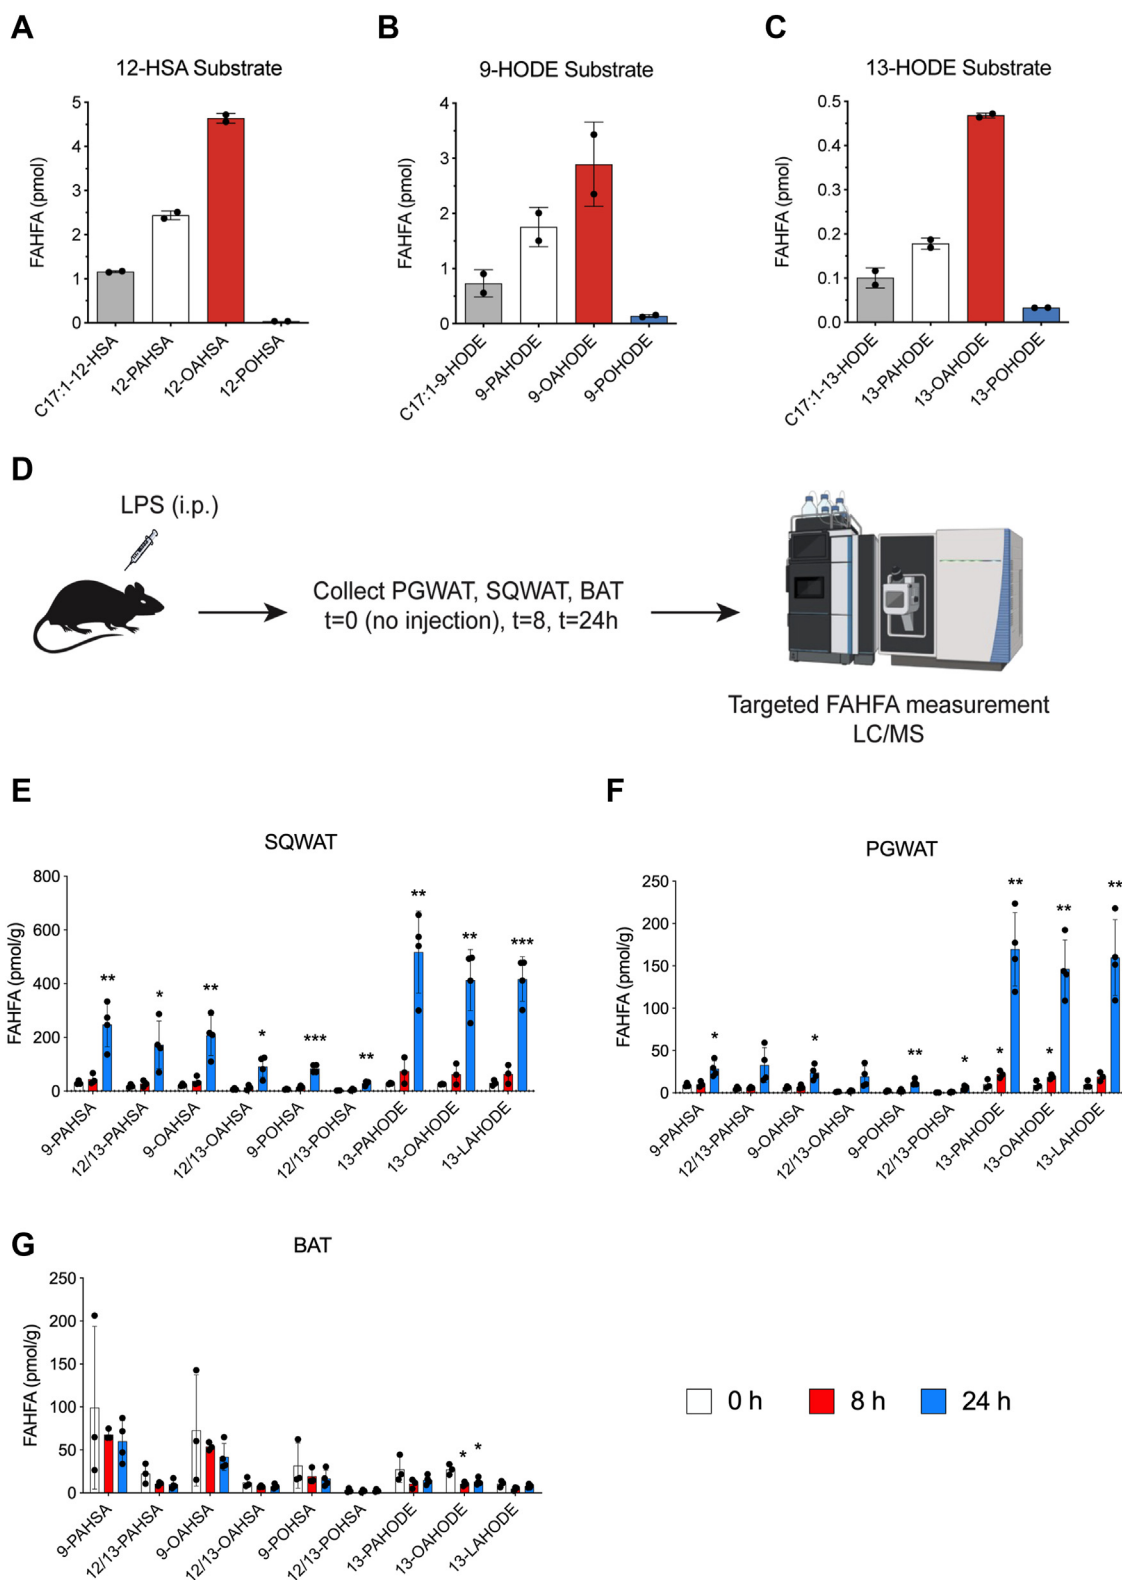 A
12-HSA Substrate
FAHFA (pmol)
5
4
3
2
1
0
C17:1-12-HSA
12-PAHSA
12-OAHSA
12-POHSA
B
9-HODE Substrate
FAHFA (pmol)
4
3
2
1
0
C17:1-9-HODE
9-PAHODE
9-OAHODE
9-POHODE
C
13-HODE Substrate
FAHFA (pmol)
0.5
0.4
0.3
0.2
0.1
0.0
C17:1-13-HODE
13-PAHODE
13-OAHODE
13-POHODE
D
LPS (i.p.)
Collect PGWAT, SQWAT, BAT
t=0 (no injection), t=8, t=24h
Targeted FAHFA measurement
LC/MS
E
SQWAT
FAHFA (pmol/g)
800
600
400
200
0
** * ** * *** ** ** ** ***
9-PAHSA
12/13-PAHSA
9-OAHSA
12/13-OAHSA
9-POHSA
12/13-POHSA
13-PAHODE
13-OAHODE
13-LAHODE
F
PGWAT
FAHFA (pmol/g)
250
200
150
100
50
0
* * ** * * ** * ** **
9-PAHSA
12/13-PAHSA
9-OAHSA
12/13-OAHSA
9-POHSA
12/13-POHSA
13-PAHODE
13-OAHODE
13-LAHODE
G
BAT
FAHFA (pmol/g)
250
200
150
100
50
0
* *
9-PAHSA
12/13-PAHSA
9-OAHSA
12/13-OAHSA
9-POHSA
12/13-POHSA
13-PAHODE
13-OAHODE
13-LAHODE
0 h
8 h
24 h